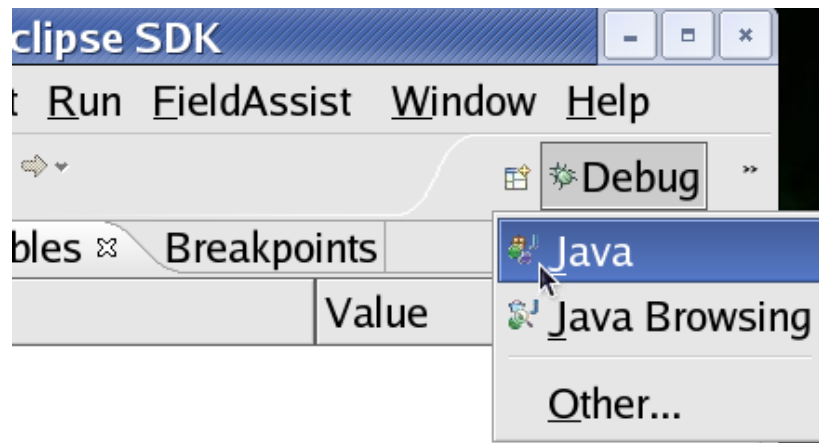 clipse SDK
t Run FieldAssist Window Help
Debug »
bles Breakpoints
Value
Java
Java Browsing
Other...